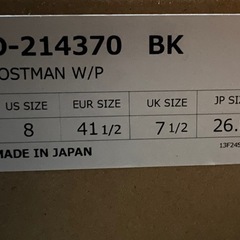 D-214370 BK
OSTMAN W/P
US SIZE EUR SIZE UK SIZE JP SIZE
8 41 1/2 7 1/2 26.
MADE IN JAPAN